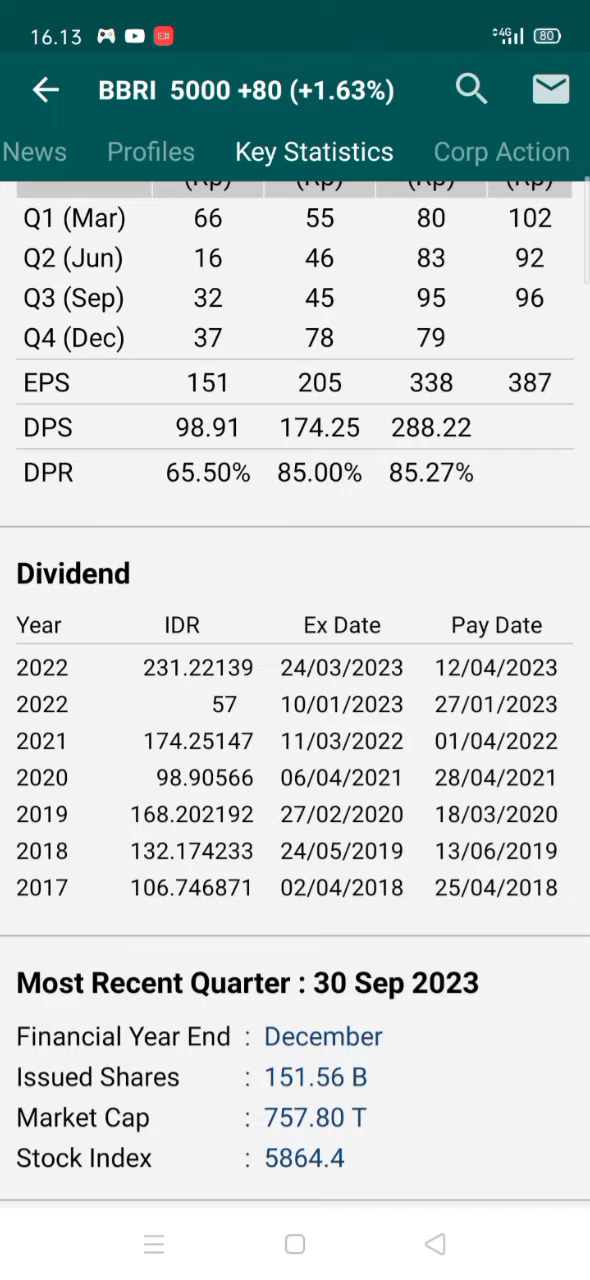 16.13 4G 80
BBRI 5000 +80 (+1.63%)
News Profiles Key Statistics Corp Action
(Rp) (Rp) (Rp) (Rp)
Q1 (Mar) 66 55 80 102
Q2 (Jun) 16 46 83 92
Q3 (Sep) 32 45 95 96
Q4 (Dec) 37 78 79
EPS 151 205 338 387
DPS 98.91 174.25 288.22
DPR 65.50% 85.00% 85.27%
Dividend
Year IDR Ex Date Pay Date
2022 231.22139 24/03/2023 12/04/2023
2022 57 10/01/2023 27/01/2023
2021 174.25147 11/03/2022 01/04/2022
2020 98.90566 06/04/2021 28/04/2021
2019 168.202192 27/02/2020 18/03/2020
2018 132.174233 24/05/2019 13/06/2019
2017 106.746871 02/04/2018 25/04/2018
Most Recent Quarter : 30 Sep 2023
Financial Year End : December
Issued Shares : 151.56 B
Market Cap : 757.80 T
Stock Index : 5864.4